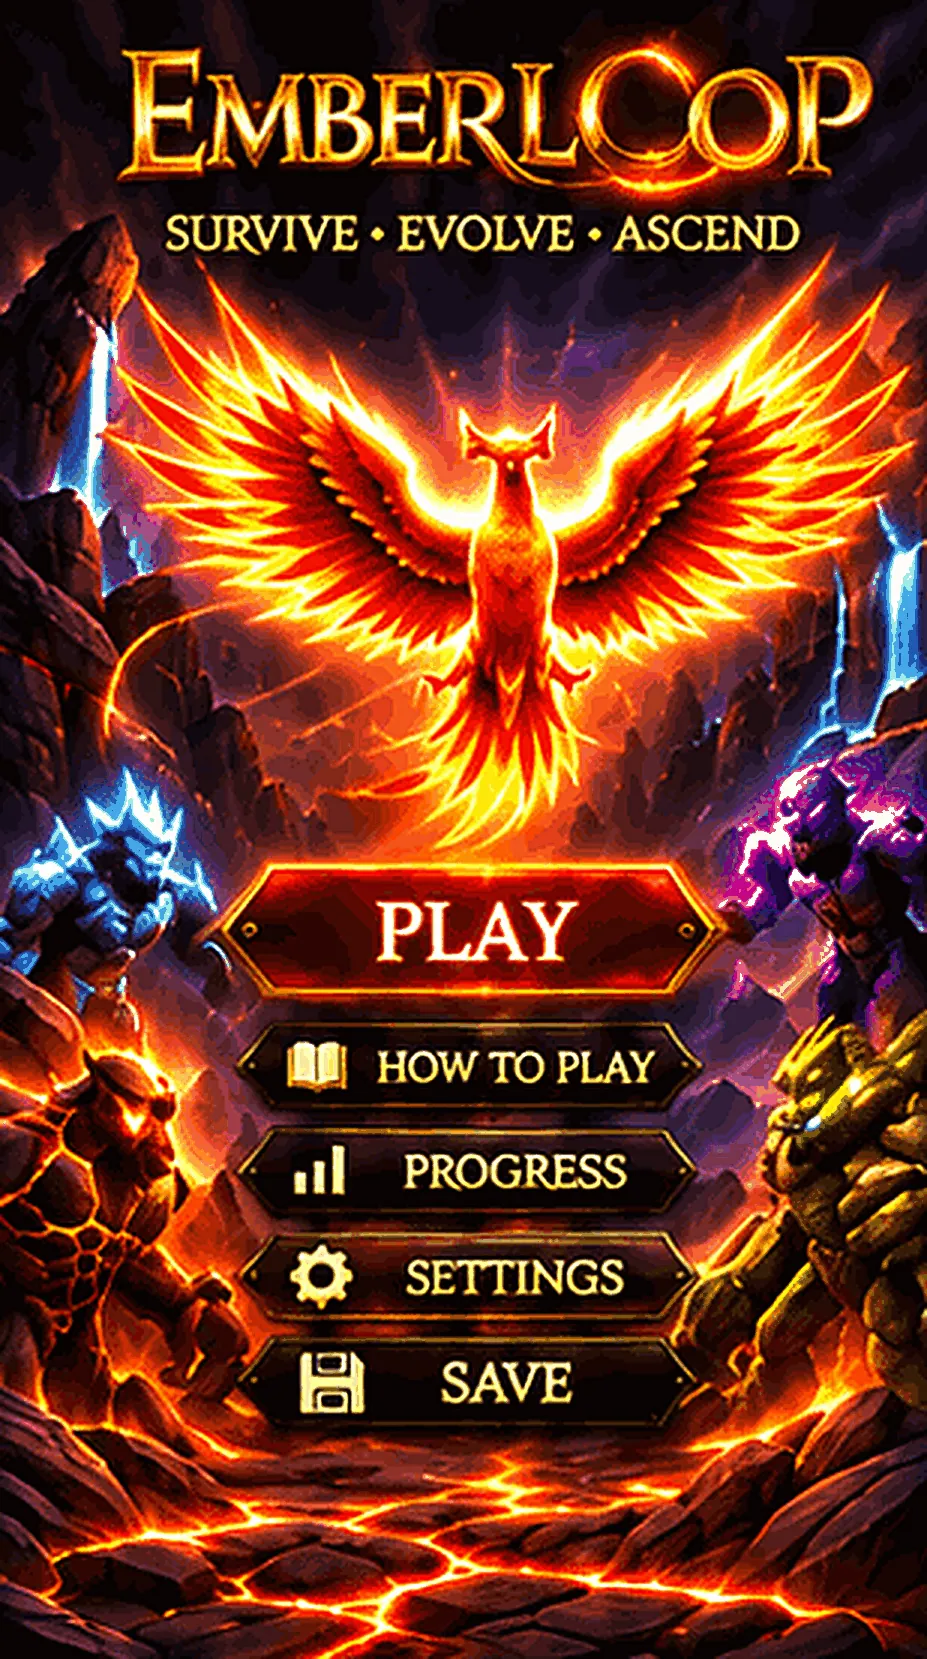 EMBERLOOP
SURVIVE • EVOLVE • ASCEND
PLAY
HOW TO PLAY
PROGRESS
SETTINGS
SAVE